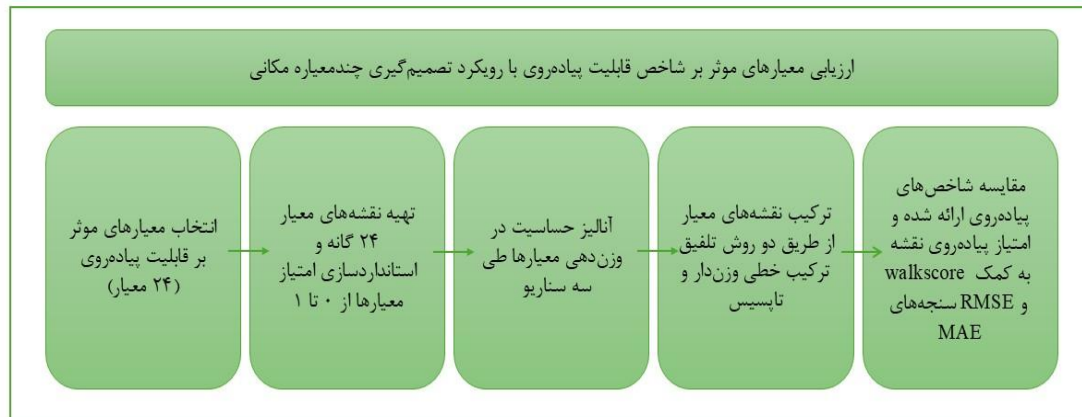 ارزیابی معیارهای موثر بر شاخص قابلیت پیاده‌روی با رویکرد تصمیم‌گیری چندمعیاره مکانی
انتخاب معیارهای موثر
بر قابلیت پیاده‌روی
(۲۴ معیار)
تهیه نقشه‌های معیار
۲۴ گانه و
استانداردسازی امتیاز
معیارها از ۰ تا ۱
آنالیز حساسیت در
وزن‌دهی معیارها طی
سه سناریو
ترکیب نقشه‌های معیار
از طریق دو روش تلفیق
ترکیب خطی وزن‌دار و
تاپسیس
مقایسه شاخص‌های
پیاده‌روی ارائه شده و
امتیاز پیاده‌روی نقشه
walkscore به کمک
سنجه‌های RMSE و
MAE